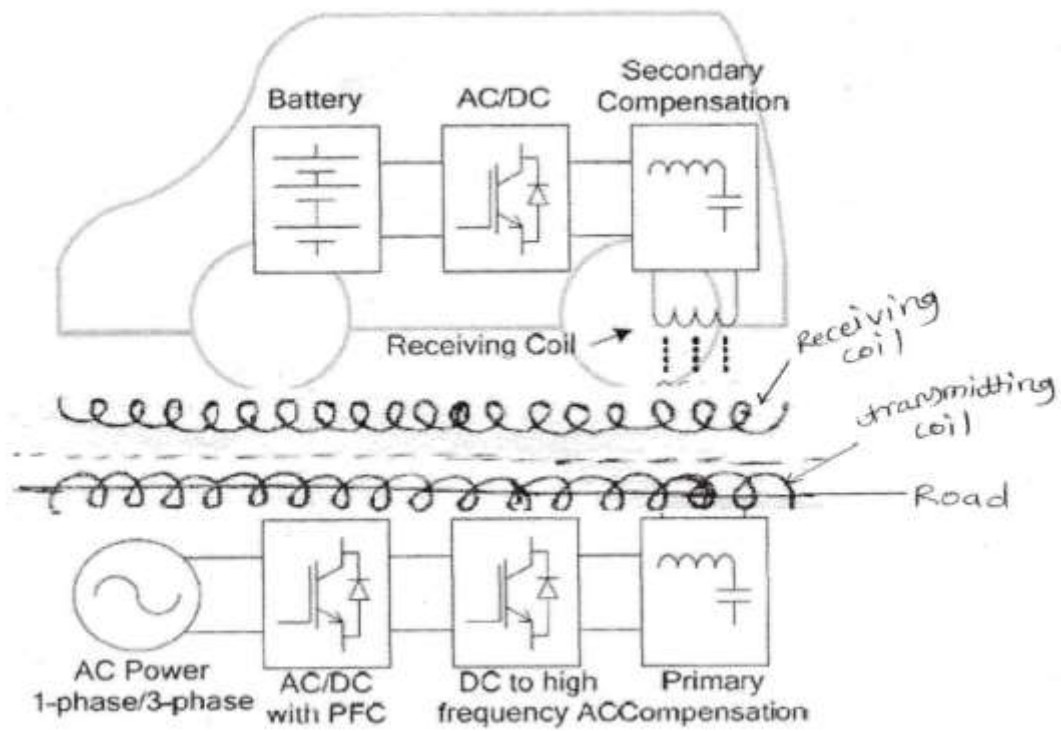 Secondary
Battery AC/DC Compensation
Receiving Coil
Receiving
coil
transmitting
coil
Road
AC Power
1-phase/3-phase
AC/DC
with PFC
DC to high
frequency AC
Primary
Compensation